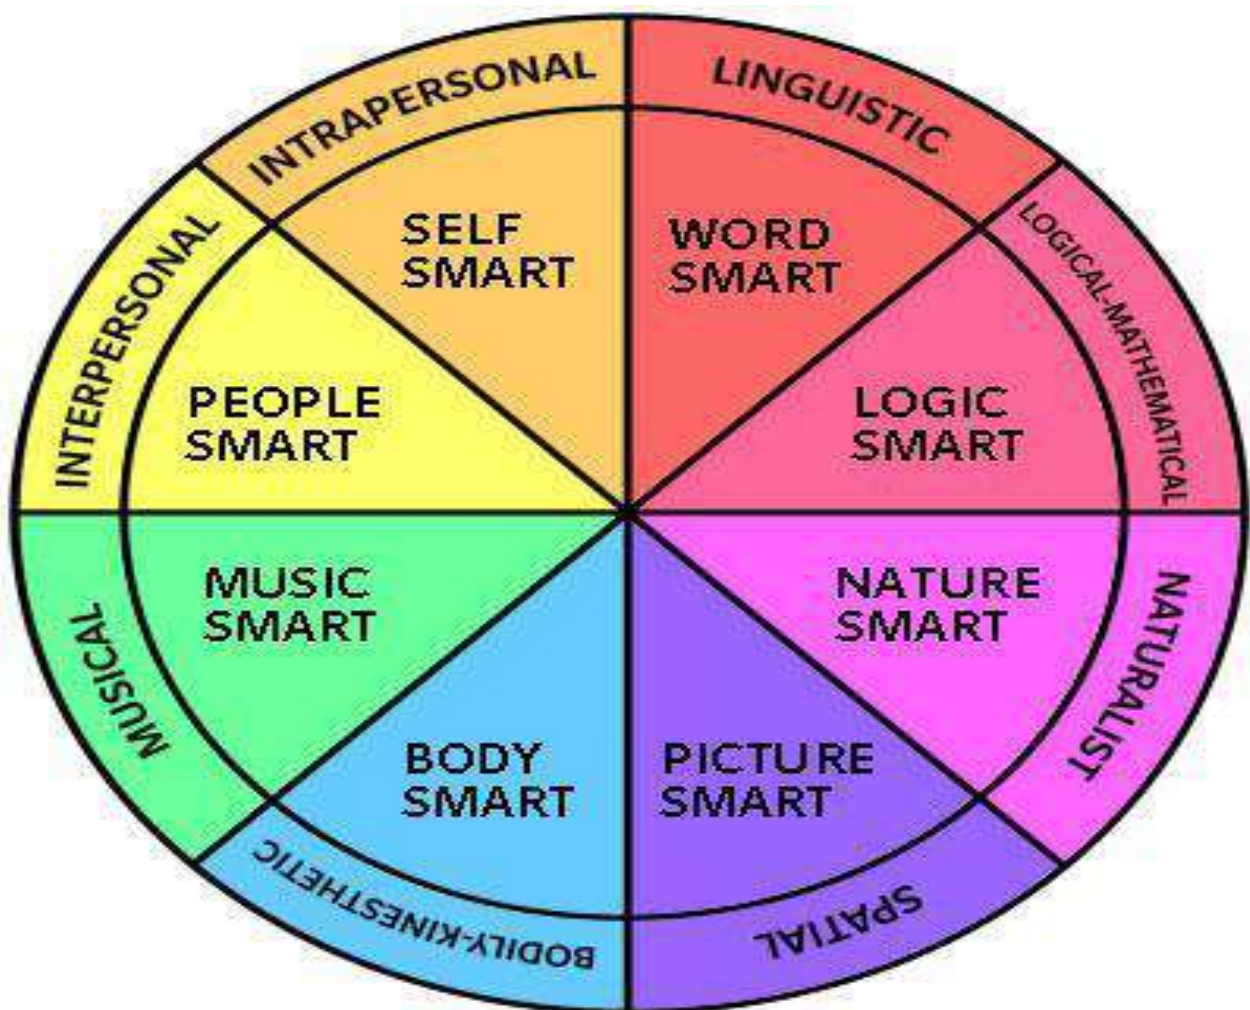 INTRAPERSONAL
LINGUISTIC
LOGICAL-MATHEMATICAL
NATURALIST
SPATIAL
BODILY-KINESTHETIC
MUSICAL
INTERPERSONAL
SELF
SMART
WORD
SMART
LOGIC
SMART
NATURE
SMART
PICTURE
SMART
BODY
SMART
MUSIC
SMART
PEOPLE
SMART